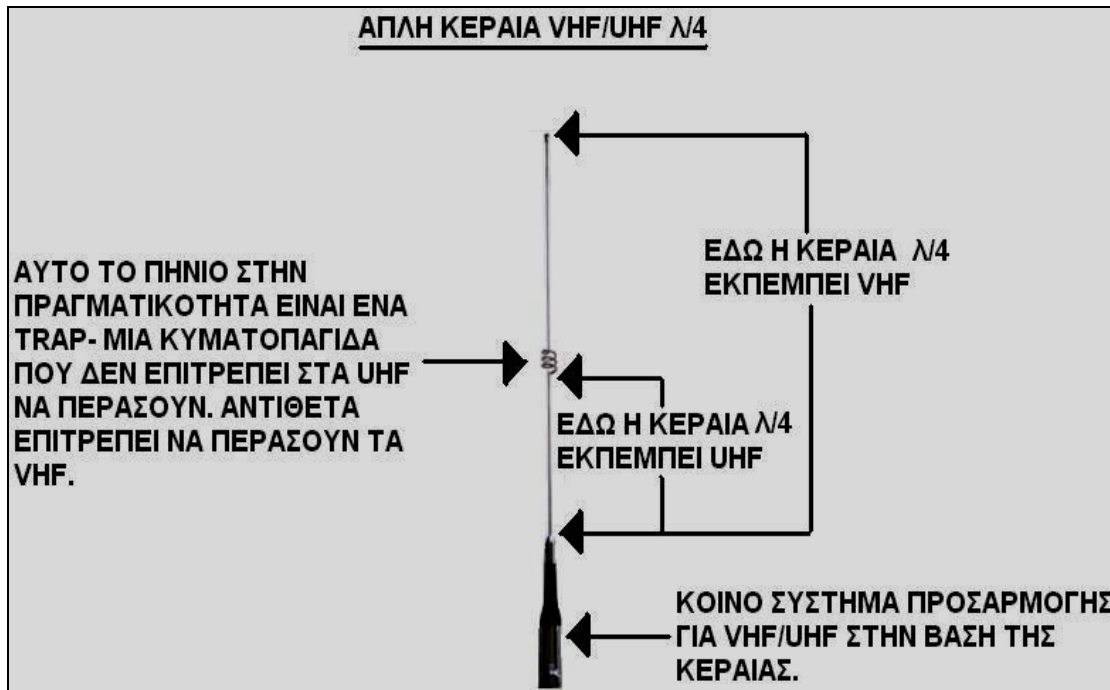 ΑΠΛΗ ΚΕΡΑΙΑ VHF/UHF λ/4
ΕΔΩ Η ΚΕΡΑΙΑ λ/4
ΕΚΠΕΜΠΕΙ VHF
ΑΥΤΟ ΤΟ ΠΗΝΙΟ ΣΤΗΝ
ΠΡΑΓΜΑΤΙΚΟΤΗΤΑ ΕΙΝΑΙ ΕΝΑ
TRAP- ΜΙΑ ΚΥΜΑΤΟΠΑΓΙΔΑ
ΠΟΥ ΔΕΝ ΕΠΙΤΡΕΠΕΙ ΣΤΑ UHF
ΝΑ ΠΕΡΑΣΟΥΝ. ΑΝΤΙΘΕΤΑ
ΕΠΙΤΡΕΠΕΙ ΝΑ ΠΕΡΑΣΟΥΝ ΤΑ
VHF.
ΕΔΩ Η ΚΕΡΑΙΑ λ/4
ΕΚΠΕΜΠΕΙ UHF
ΚΟΙΝΟ ΣΥΣΤΗΜΑ ΠΡΟΣΑΡΜΟΓΗΣ
ΓΙΑ VHF/UHF ΣΤΗΝ ΒΑΣΗ ΤΗΣ
ΚΕΡΑΙΑΣ.